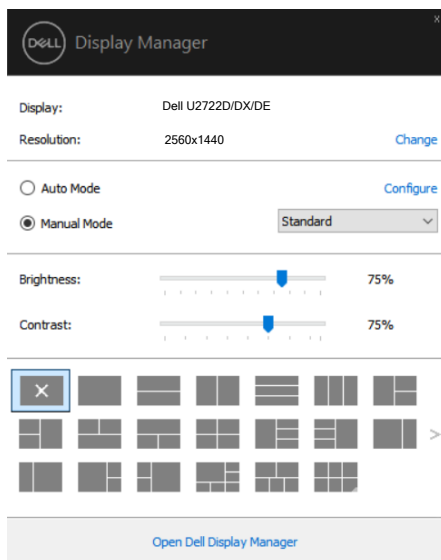 DELL Display Manager
Display: Dell U2722D/DX/DE
Resolution: 2560x1440 Change
Auto Mode Configure
Manual Mode Standard
Brightness: 75%
Contrast: 75%
Open Dell Display Manager